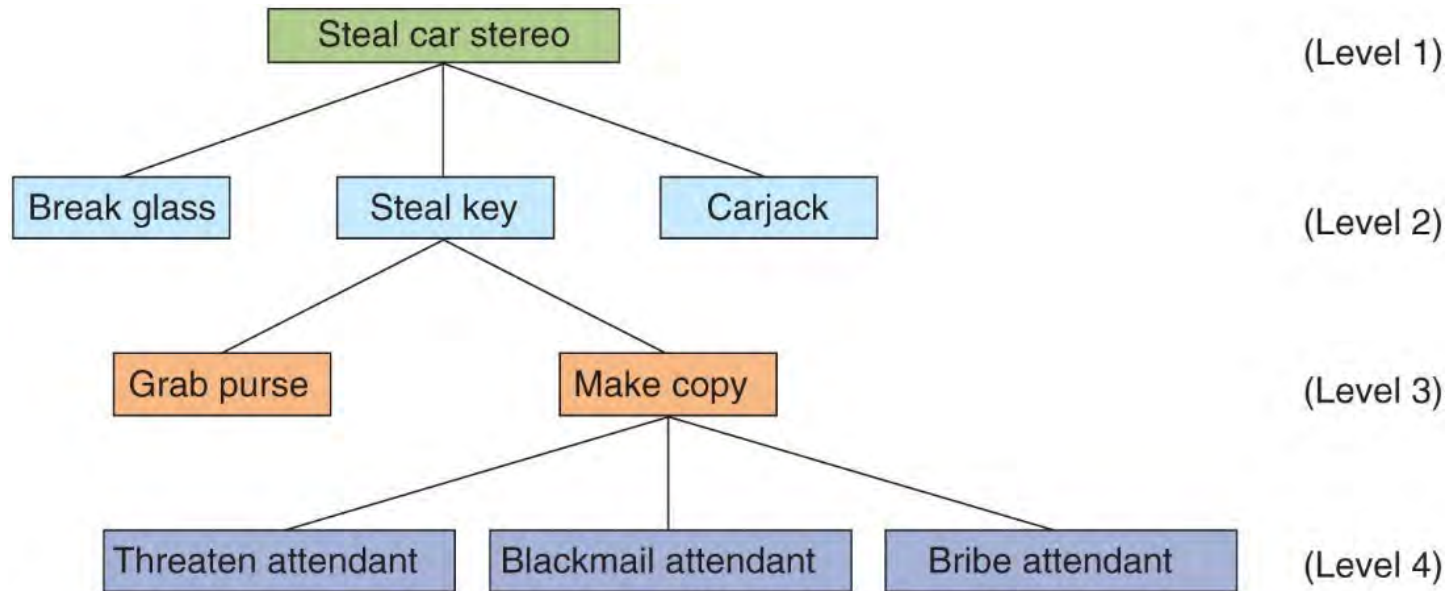 Steal car stereo
(Level 1)
Break glass
Steal key
Carjack
(Level 2)
Grab purse
Make copy
(Level 3)
Threaten attendant
Blackmail attendant
Bribe attendant
(Level 4)